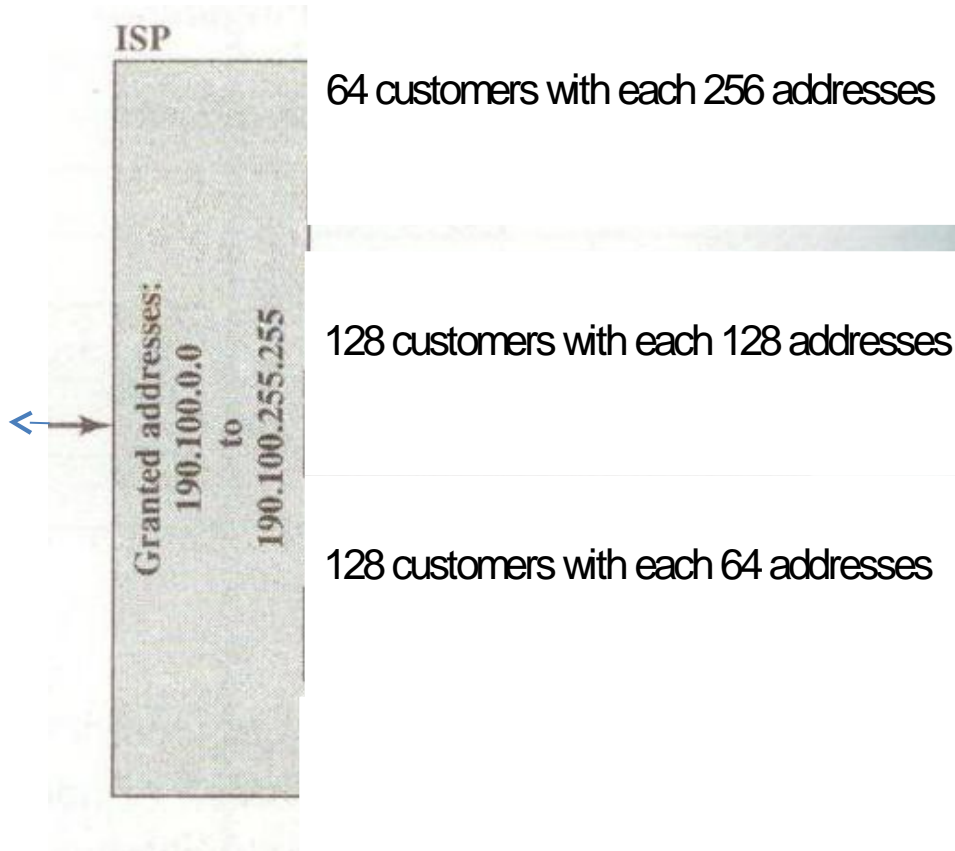 ISP
64 customers with each 256 addresses
Granted addresses:
190.100.0.0
to
190.100.255.255
128 customers with each 128 addresses
128 customers with each 64 addresses